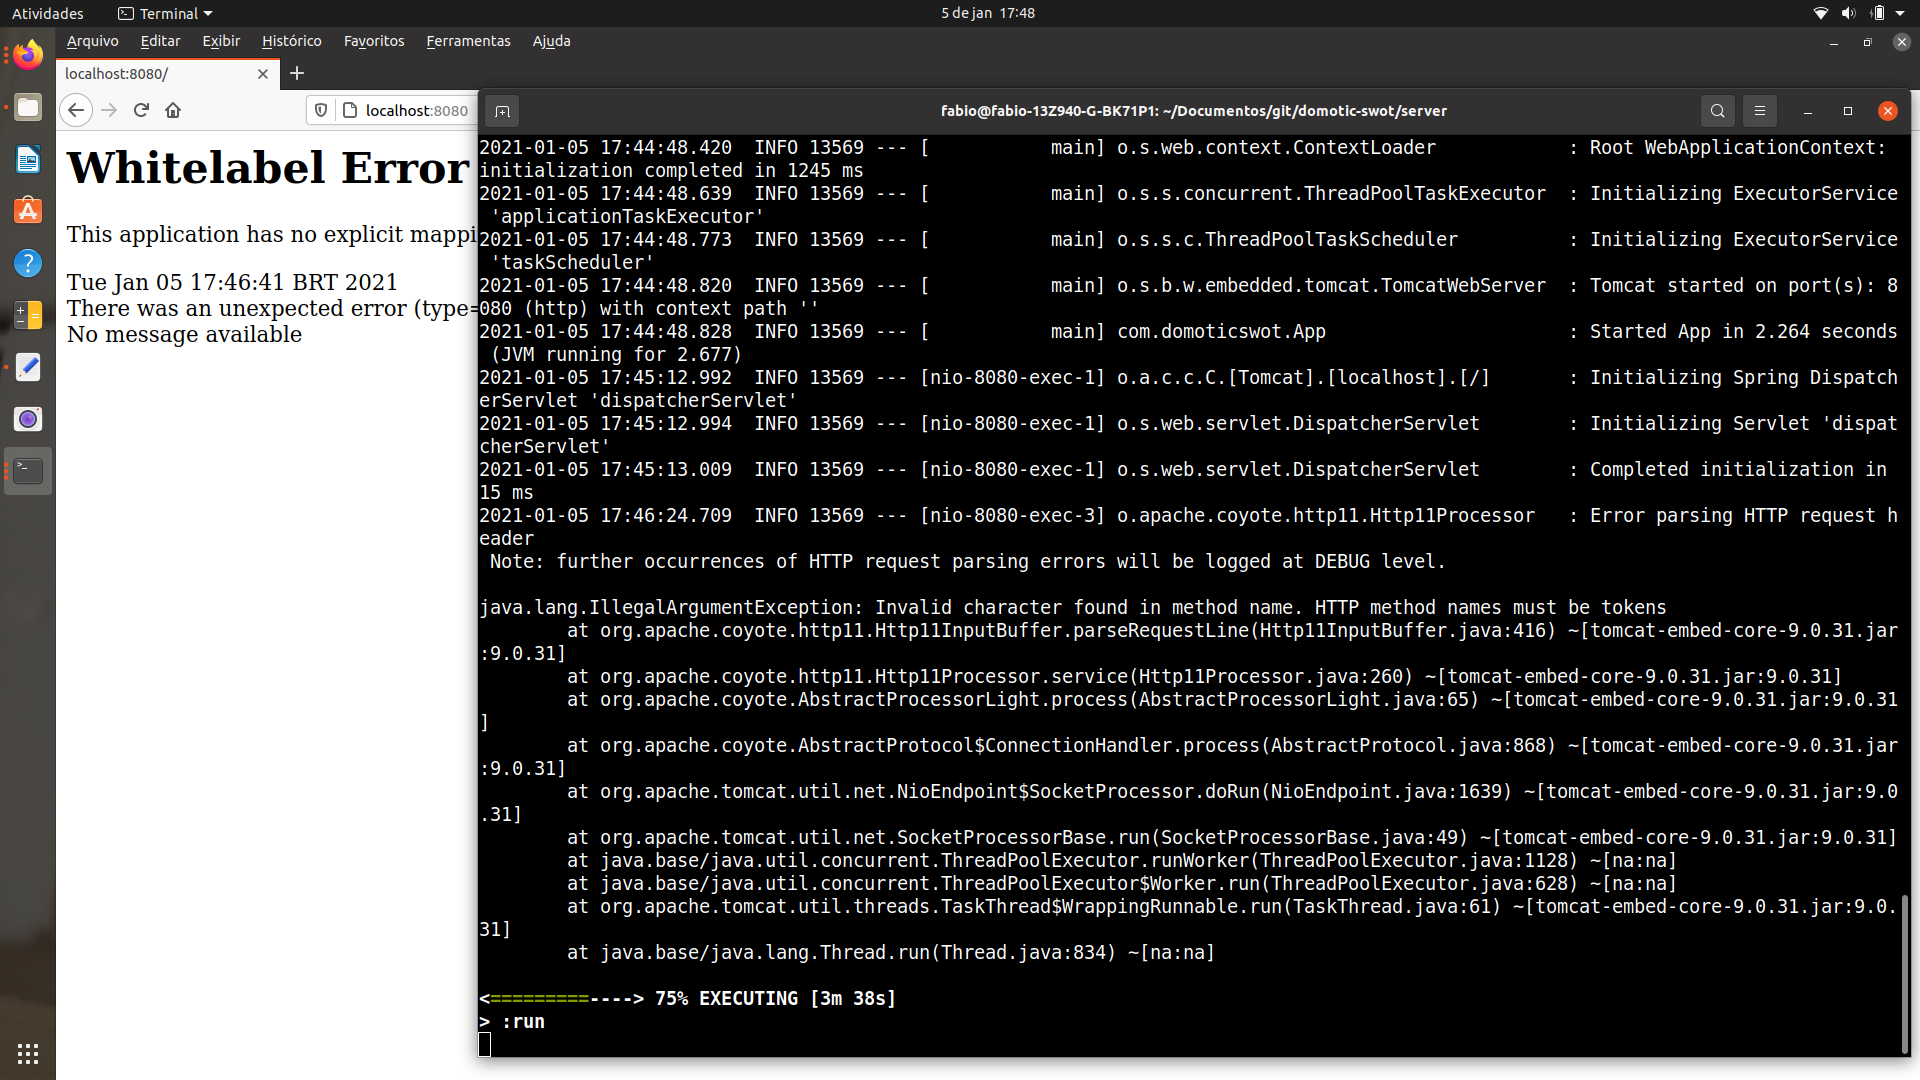 Atividades
Terminal
5 de jan 17:48
Arquivo Editar Exibir Histórico Favoritos Ferramentas Ajuda
localhost:8080/
localhost:8080
Whitelabel Error
This application has no explicit mappi
Tue Jan 05 17:46:41 BRT 2021
There was an unexpected error (type=
No message available
fabio@fabio-13Z940-G-BK71P1: ~/Documentos/git/domotic-swot/server
2021-01-05 17:44:48.420  INFO 13569 --- [           main] o.s.web.context.ContextLoader            : Root WebApplicationContext:
initialization completed in 1245 ms
2021-01-05 17:44:48.639  INFO 13569 --- [           main] o.s.s.concurrent.ThreadPoolTaskExecutor  : Initializing ExecutorService
 'applicationTaskExecutor'
2021-01-05 17:44:48.773  INFO 13569 --- [           main] o.s.s.c.ThreadPoolTaskScheduler          : Initializing ExecutorService
 'taskScheduler'
2021-01-05 17:44:48.820  INFO 13569 --- [           main] o.s.b.w.embedded.tomcat.TomcatWebServer  : Tomcat started on port(s): 8
080 (http) with context path ''
2021-01-05 17:44:48.828  INFO 13569 --- [           main] com.domoticswot.App                      : Started App in 2.264 seconds
 (JVM running for 2.677)
2021-01-05 17:45:12.992  INFO 13569 --- [nio-8080-exec-1] o.a.c.c.C.[Tomcat].[localhost].[/]       : Initializing Spring Dispatch
erServlet 'dispatcherServlet'
2021-01-05 17:45:12.994  INFO 13569 --- [nio-8080-exec-1] o.s.web.servlet.DispatcherServlet        : Initializing Servlet 'dispat
cherServlet'
2021-01-05 17:45:13.009  INFO 13569 --- [nio-8080-exec-1] o.s.web.servlet.DispatcherServlet        : Completed initialization in
15 ms
2021-01-05 17:46:24.709  INFO 13569 --- [nio-8080-exec-3] o.apache.coyote.http11.Http11Processor   : Error parsing HTTP request h
eader
 Note: further occurrences of HTTP request parsing errors will be logged at DEBUG level.
java.lang.IllegalArgumentException: Invalid character found in method name. HTTP method names must be tokens
        at org.apache.coyote.http11.Http11InputBuffer.parseRequestLine(Http11InputBuffer.java:416) ~[tomcat-embed-core-9.0.31.jar
:9.0.31]
        at org.apache.coyote.http11.Http11Processor.service(Http11Processor.java:260) ~[tomcat-embed-core-9.0.31.jar:9.0.31]
        at org.apache.coyote.AbstractProcessorLight.process(AbstractProcessorLight.java:65) ~[tomcat-embed-core-9.0.31.jar:9.0.31
]
        at org.apache.coyote.AbstractProtocol$ConnectionHandler.process(AbstractProtocol.java:868) ~[tomcat-embed-core-9.0.31.jar
:9.0.31]
        at org.apache.tomcat.util.net.NioEndpoint$SocketProcessor.doRun(NioEndpoint.java:1639) ~[tomcat-embed-core-9.0.31.jar:9.0
.31]
        at org.apache.tomcat.util.net.SocketProcessorBase.run(SocketProcessorBase.java:49) ~[tomcat-embed-core-9.0.31.jar:9.0.31]
        at java.base/java.util.concurrent.ThreadPoolExecutor.runWorker(ThreadPoolExecutor.java:1128) ~[na:na]
        at java.base/java.util.concurrent.ThreadPoolExecutor$Worker.run(ThreadPoolExecutor.java:628) ~[na:na]
        at org.apache.tomcat.util.threads.TaskThread$WrappingRunnable.run(TaskThread.java:61) ~[tomcat-embed-core-9.0.31.jar:9.0.
31]
        at java.base/java.lang.Thread.run(Thread.java:834) ~[na:na]
<=========----> 75% EXECUTING [3m 38s]
> :run